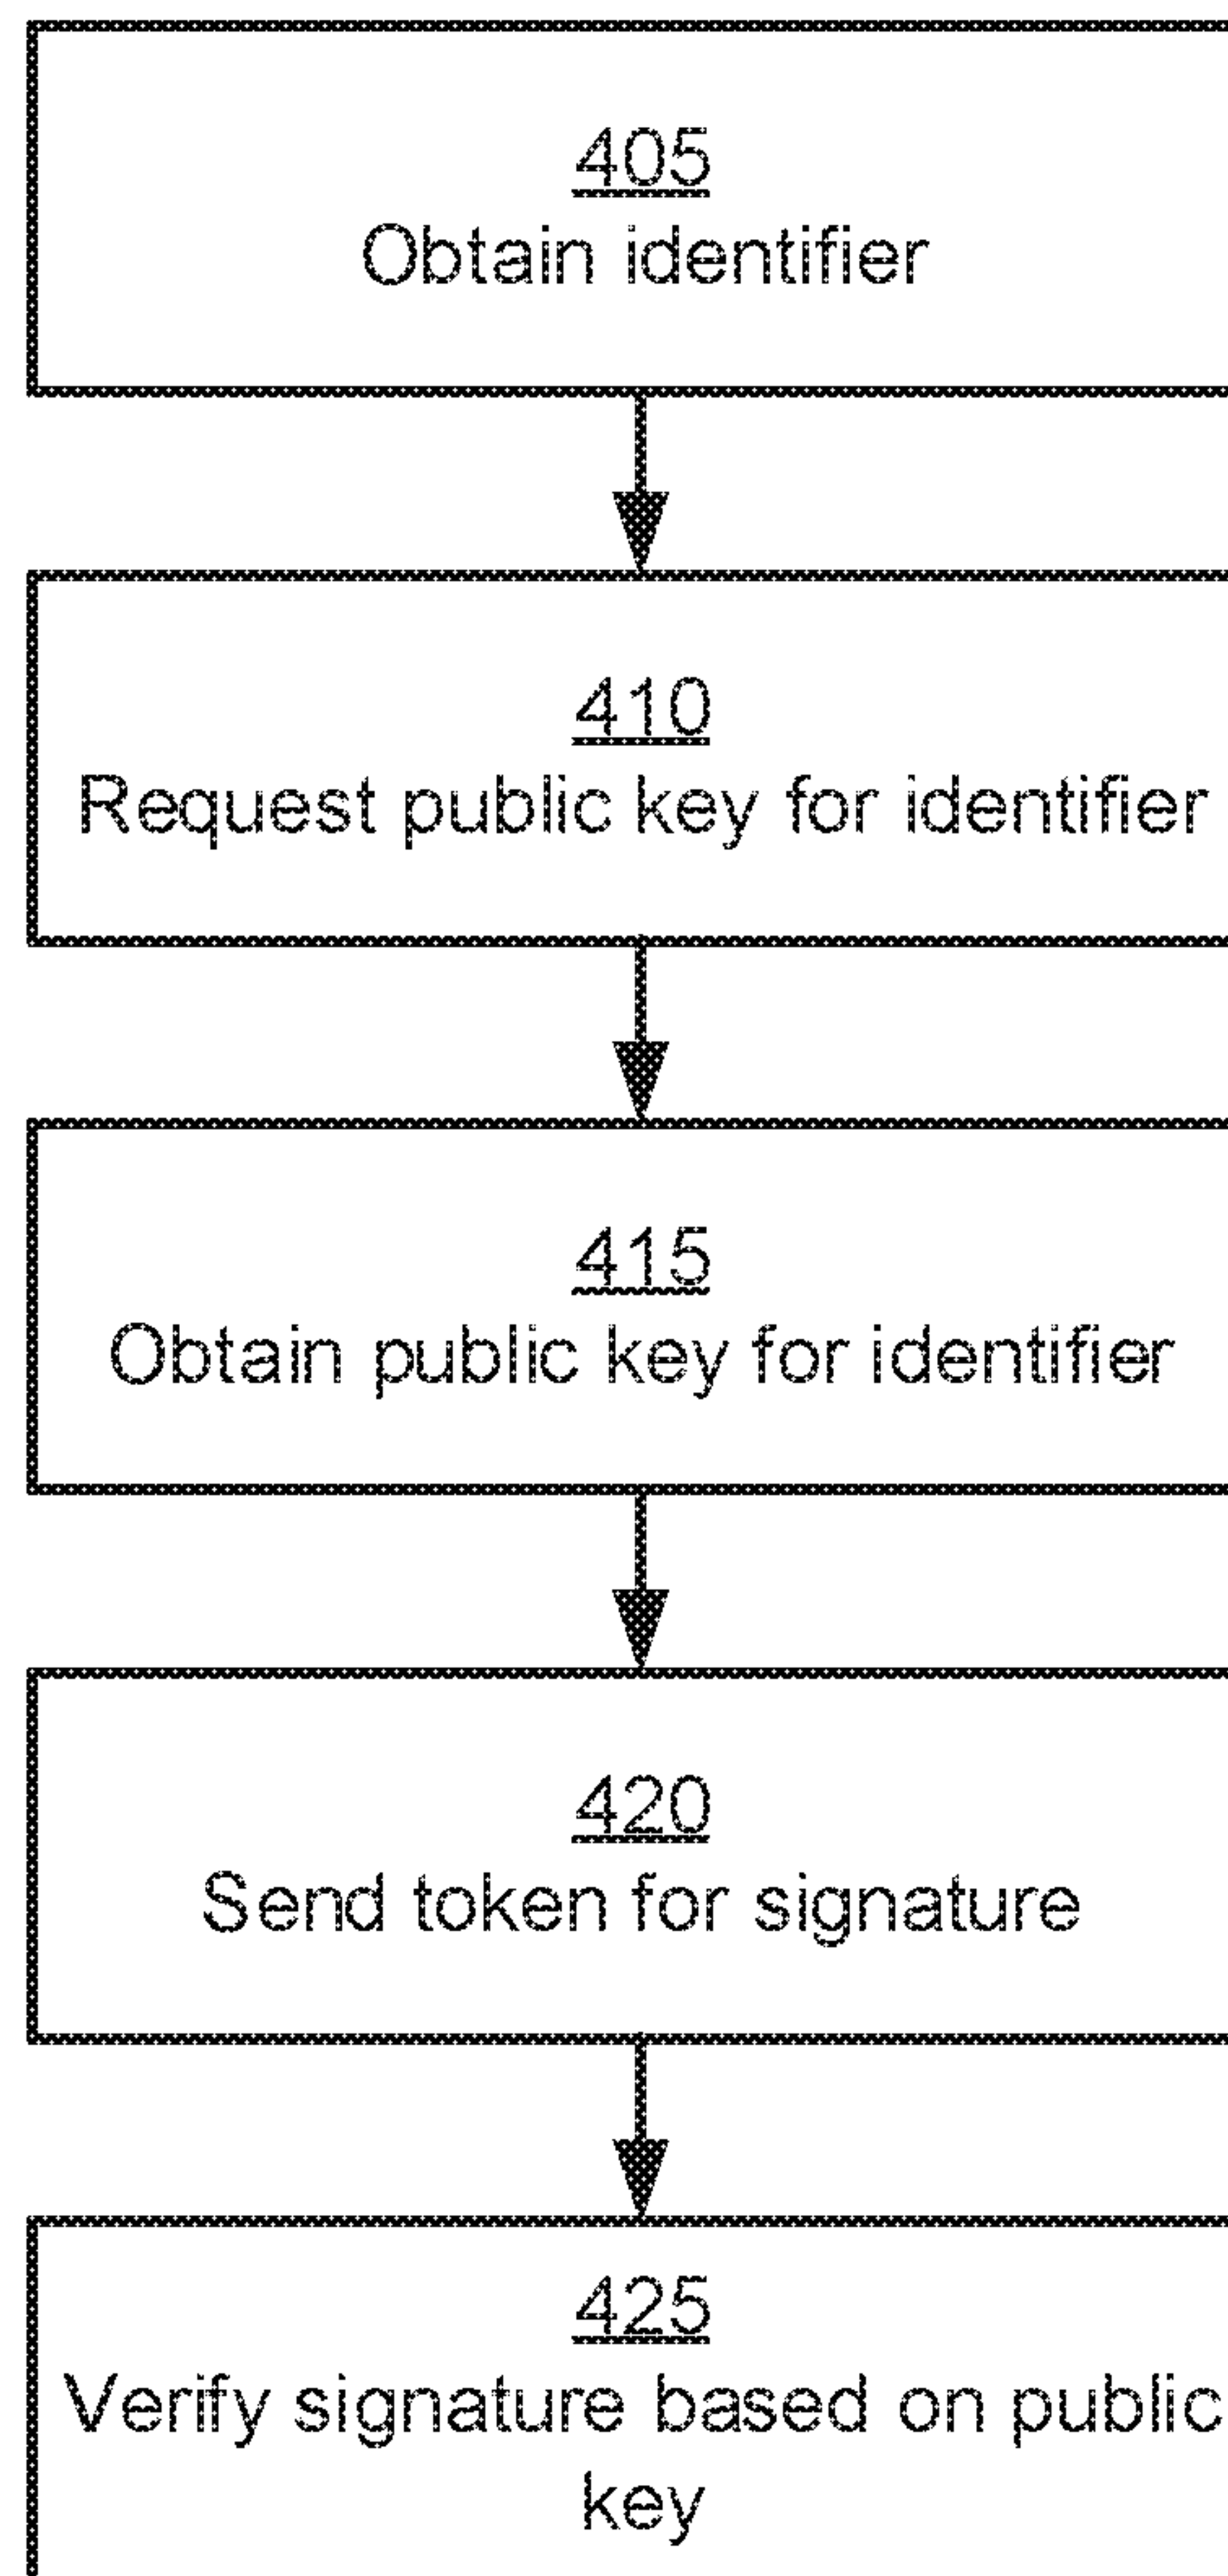 405
Obtain identifier
410
Request public key for identifier
415
Obtain public key for identifier
420
Send token for signature
425
Verify signature based on public
key